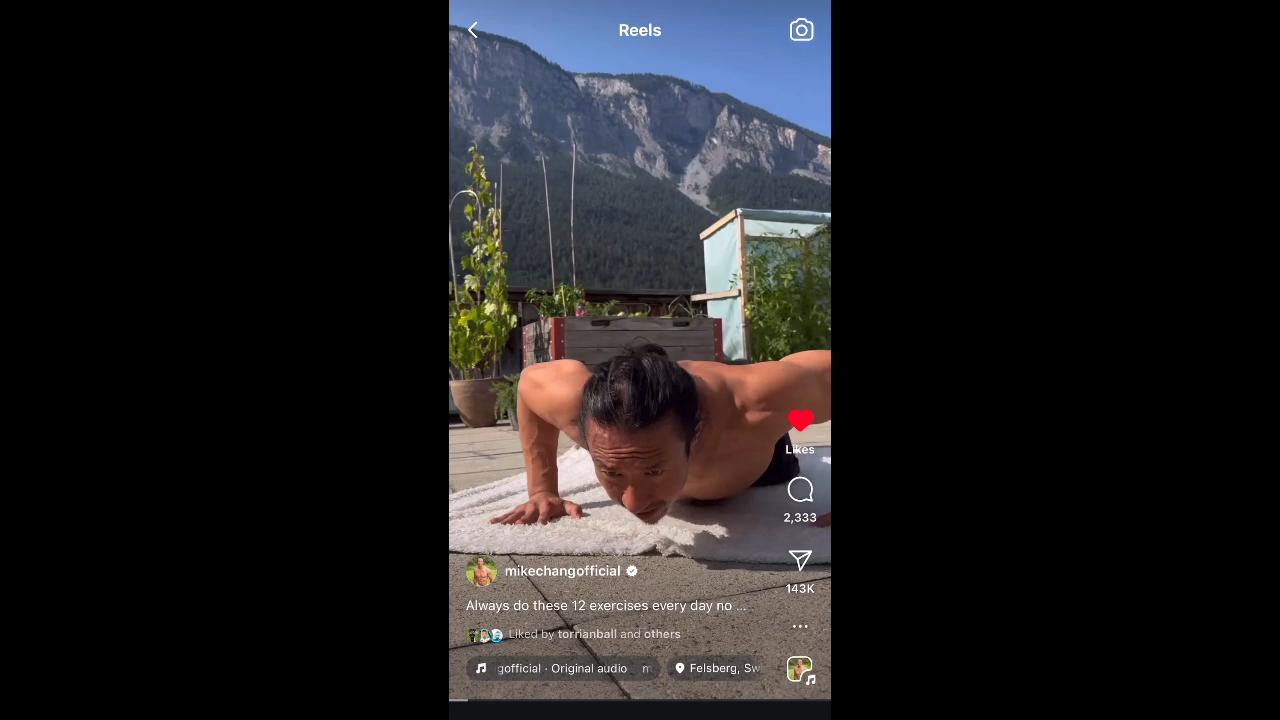 Reels
Likes
2,333
mikechangofficial
143K
Always do these 12 exercises every day no ...
Liked by torrianball and others
gofficial · Original audio m
Felsberg, Sw